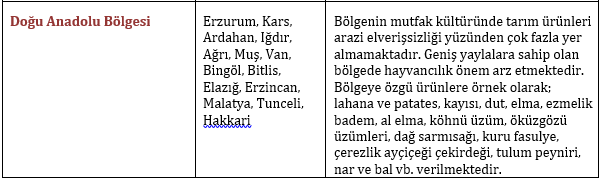 Doğu Anadolu Bölgesi
Erzurum, Kars,
Ardahan, Iğdır,
Ağrı, Muş, Van,
Bingöl, Bitlis,
Elazığ, Erzincan,
Malatya, Tunceli,
Hakkari
Bölgenin mutfak kültüründe tarım ürünleri
arazi elverişsizliği yüzünden çok fazla yer
almamaktadır. Geniş yaylalara sahip olan
bölgede hayvancılık önem arz etmektedir.
Bölgeye özgü ürünlere örnek olarak;
lahana ve patates, kayısı, dut, elma, ezmelik
badem, al elma, köhnü üzüm, öküzgözü
üzümleri, dağ sarmısağı, kuru fasulye,
çerezlik ayçiçeği çekirdeği, tulum peyniri,
nar ve bal vb. verilmektedir.